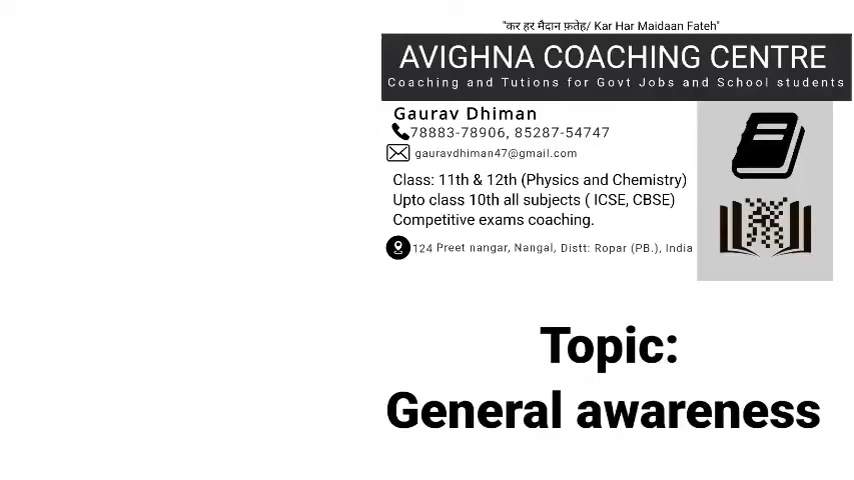 "कर हर मैदान फ़तेह/ Kar Har Maidaan Fateh"
AVIGHNA COACHING CENTRE
Coaching and Tutions for Govt Jobs and School students
Gaurav Dhiman
78883-78906, 85287-54747
gauravdhiman47@gmail.com
Class: 11th & 12th (Physics and Chemistry)
Upto class 10th all subjects ( ICSE, CBSE)
Competitive exams coaching.
124 Preet nangar, Nangal, Distt: Ropar (PB.), India
Topic:
General awareness